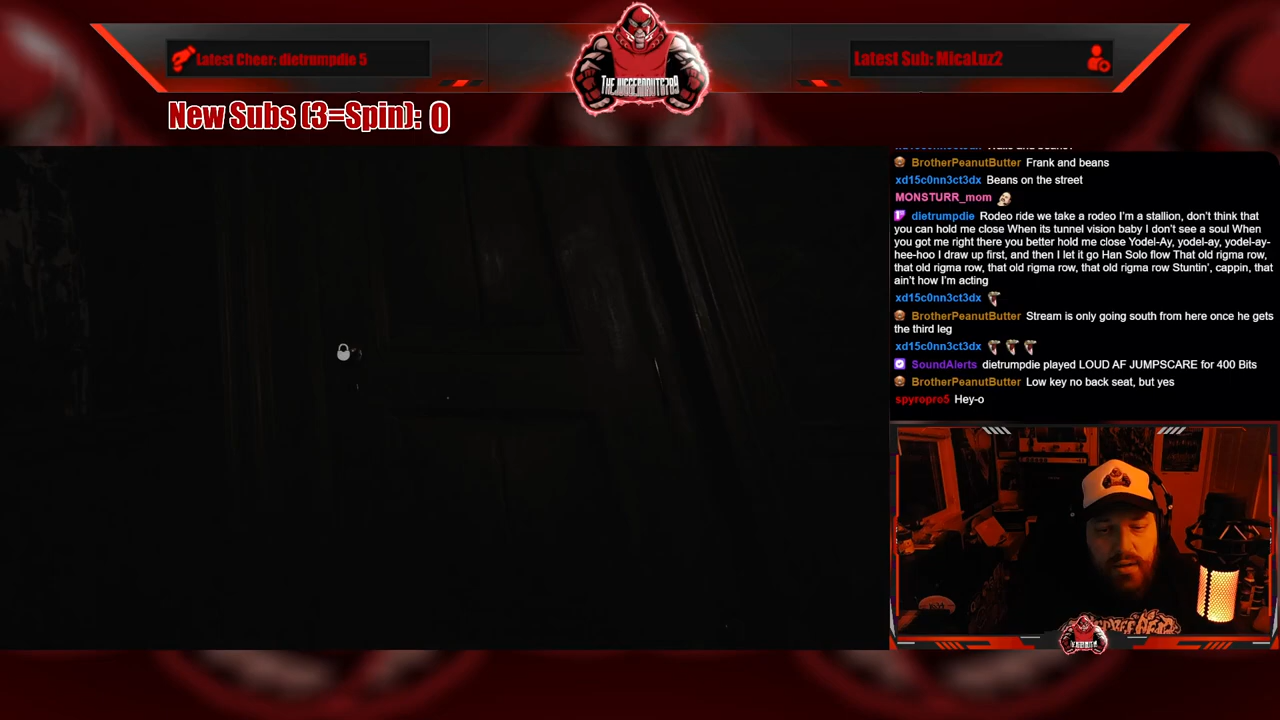 Latest Cheer: dietrumpdie 5
THEJUGGERNAUT6789
Latest Sub: MicaLuz2
New Subs (3=Spin): 0
BrotherPeanutButter Frank and beans
xd15c0nn3ct3dx Beans on the street
MONSTURR_mom
dietrumpdie Rodeo ride we take a rodeo I'm a stallion, don't think that
you can hold me close When its tunnel vision baby I don't see a soul When
you got me right there you better hold me close Yodel-Ay, yodel-ay, yodel-ay-
hee-hoo I draw up first, and then I let it go Han Solo flow That old rigma row,
that old rigma row, that old rigma row, that old rigma row Stuntin', cappin, that
ain't how I'm acting
xd15c0nn3ct3dx
BrotherPeanutButter Stream is only going south from here once he gets
the third leg
xd15c0nn3ct3dx
SoundAlerts dietrumpdie played LOUD AF JUMPSCARE for 400 Bits
BrotherPeanutButter Low key no back seat, but yes
spyropro5 Hey-o